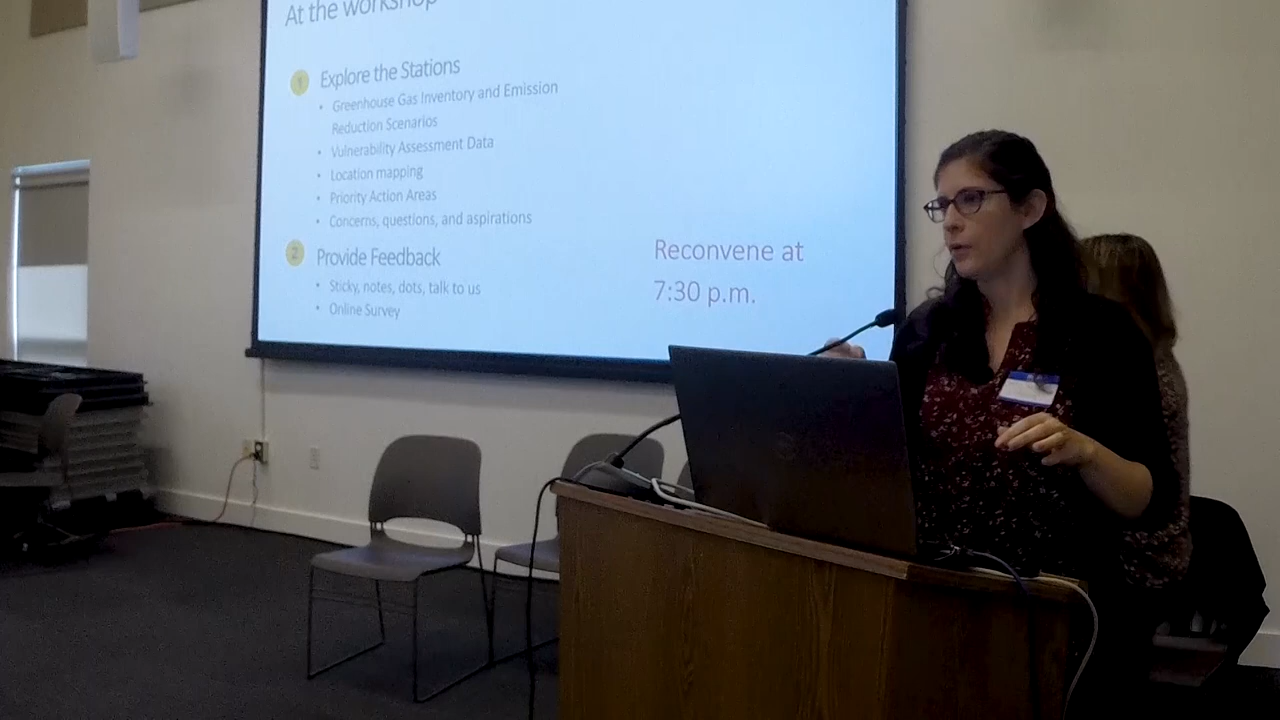 At the workshop
1 Explore the Stations
• Greenhouse Gas Inventory and Emission
Reduction Scenarios
• Vulnerability Assessment Data
• Location mapping
• Priority Action Areas
• Concerns, questions, and aspirations
2 Provide Feedback
• Sticky, notes, dots, talk to us
• Online Survey
Reconvene at
7:30 p.m.